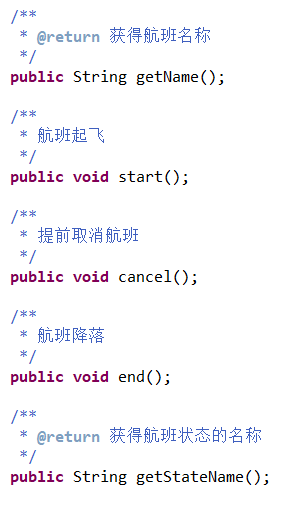 /**
 * @return 获得航班名称
 */
public String getName();
/**
 * 航班起飞
 */
public void start();
/**
 * 提前取消航班
 */
public void cancel();
/**
 * 航班降落
 */
public void end();
/**
 * @return 获得航班状态的名称
 */
public String getStateName();